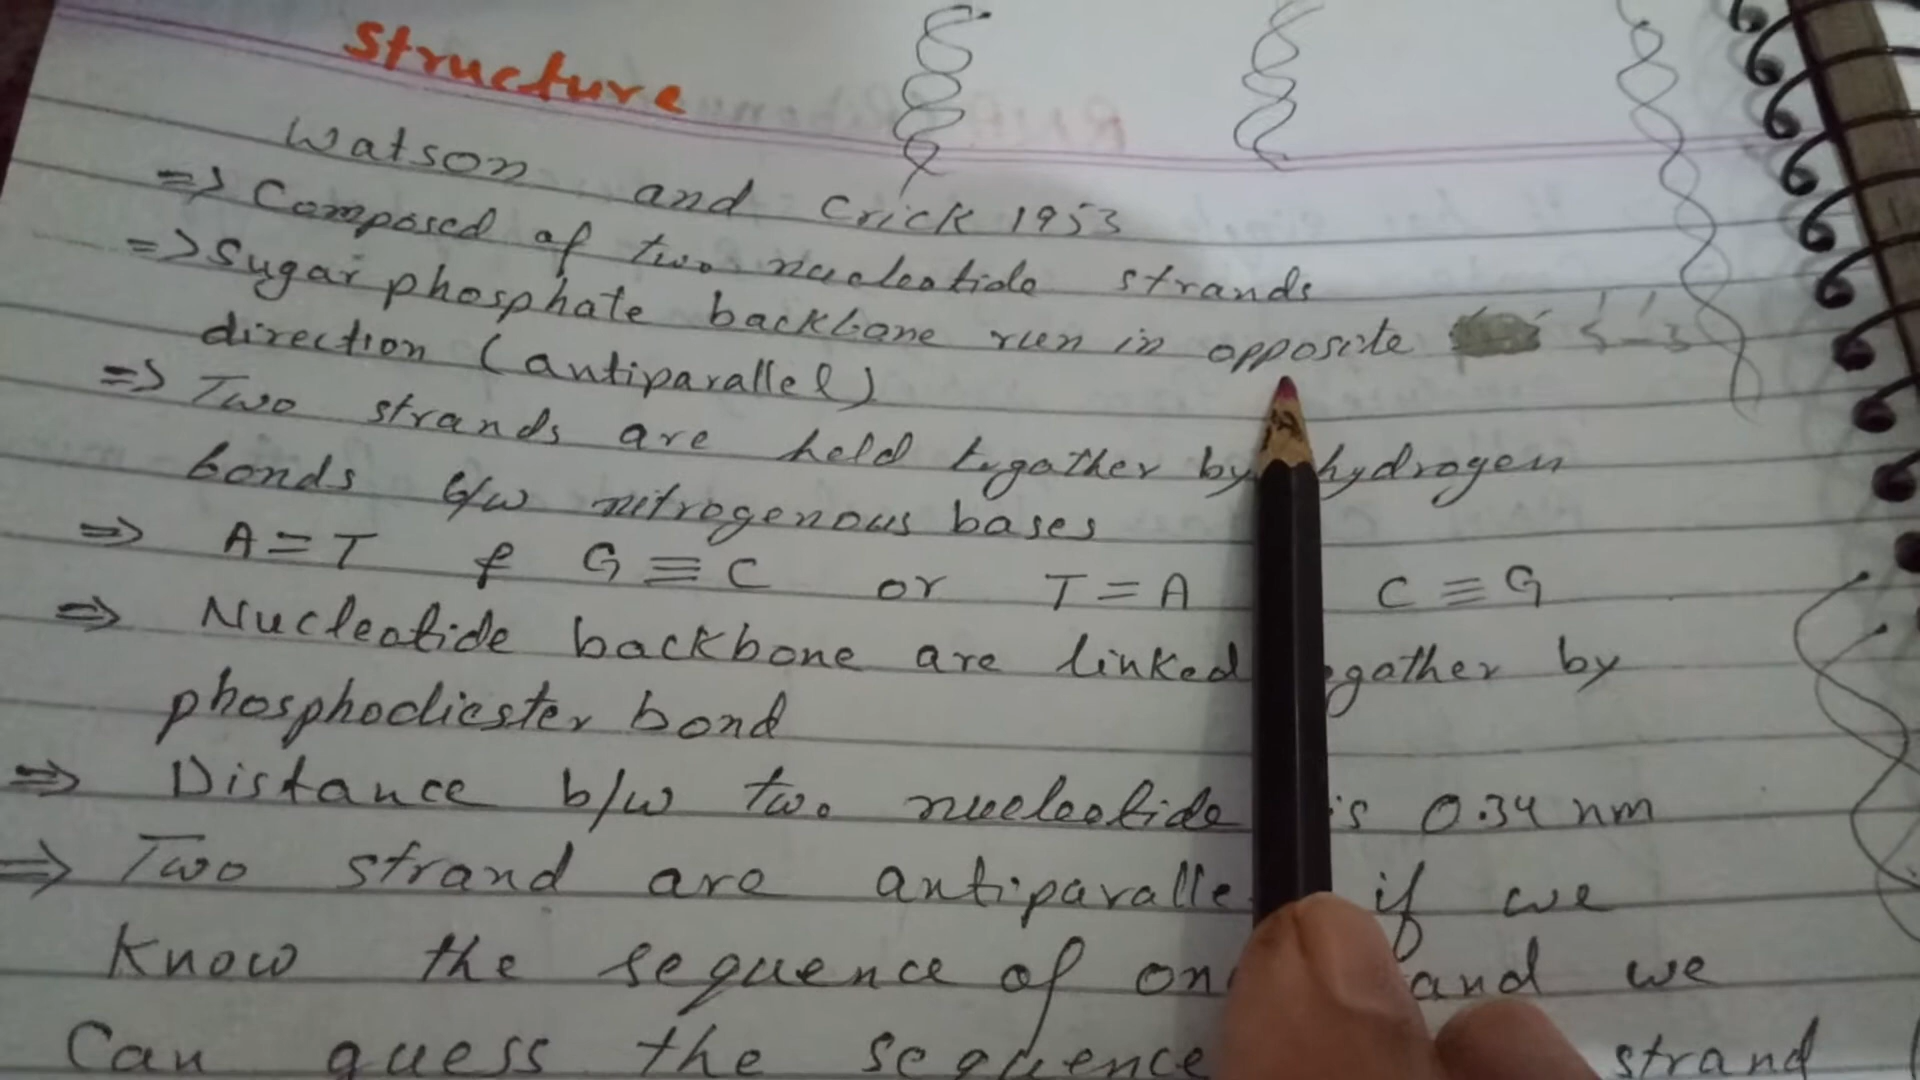 Structure
Watson and Crick 1953
=> Composed of two nucleotide strands
=> Sugar phosphate backbone run in opposite
direction (antiparallel)
=> Two strands are held togather by hydrogen
bonds b/w nitrogenous bases
=> A=T & G≡C or T=A C≡G
=> Nucleotide backbone are linked gather by
phosphodiester bond
=> Distance b/w two nucleotide is 0.34 nm
=> Two strand are antiparalle if we
Know the sequence of on and we
Can guess the sequence strand